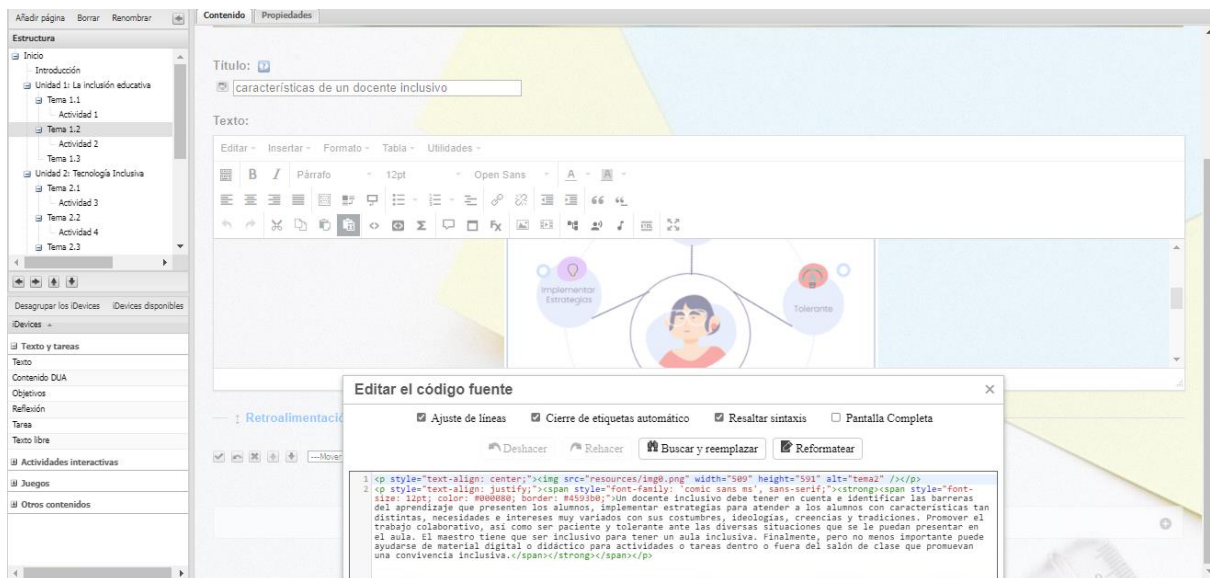 Añadir página Borrar Renombrar
Estructura
Inicio
Introducción
Unidad 1: La inclusión educativa
Tema 1.1
Actividad 1
Tema 1.2
Actividad 2
Tema 1.3
Unidad 2: Tecnología Inclusiva
Tema 2.1
Actividad 3
Tema 2.2
Actividad 4
Tema 2.3
Desagrupar los iDevices iDevices disponibles
iDevices
Texto y tareas
Texto
Contenido DUA
Objetivos
Reflexión
Tarea
Texto libre
Actividades interactivas
Juegos
Otros contenidos
Contenido Propiedades
Título:
características de un docente inclusivo
Texto:
Editar Insertar Formato Tabla Utilidades
B I Párrafo 12pt Open Sans A A
Implementar
Estrategias
Tolerante
Retroalimentació
---Mover
Editar el código fuente
Ajuste de líneas Cierre de etiquetas automático Resaltar sintaxis Pantalla Completa
Deshacer Rehacer Buscar y reemplazar Reformatear
1 <p style="text-align: center;"><img src="resources/img0.png" width="509" height="591" alt="tema2" /></p>
2 <p style="text-align: justify;"><span style="font-family: 'comic sans ms', sans-serif;"><strong><span style="font-
size: 12pt; color: #000080; border: #4593b0;">Un docente inclusivo debe tener en cuenta e identificar las barreras
del aprendizaje que presenten los alumnos, implementar estrategias para atender a los alumnos con características tan
distintas, necesidades e intereses muy variados con sus costumbres, ideologías, creencias y tradiciones. Promover el
trabajo colaborativo, así como ser paciente y tolerante ante las diversas situaciones que se le puedan presentar en
el aula. El maestro tiene que ser inclusivo para tener un aula inclusiva. Finalmente, pero no menos importante puede
ayudarse de material digital o didáctico para actividades o tareas dentro o fuera del salón de clase que promuevan
una convivencia inclusiva.</span></strong></span></p>